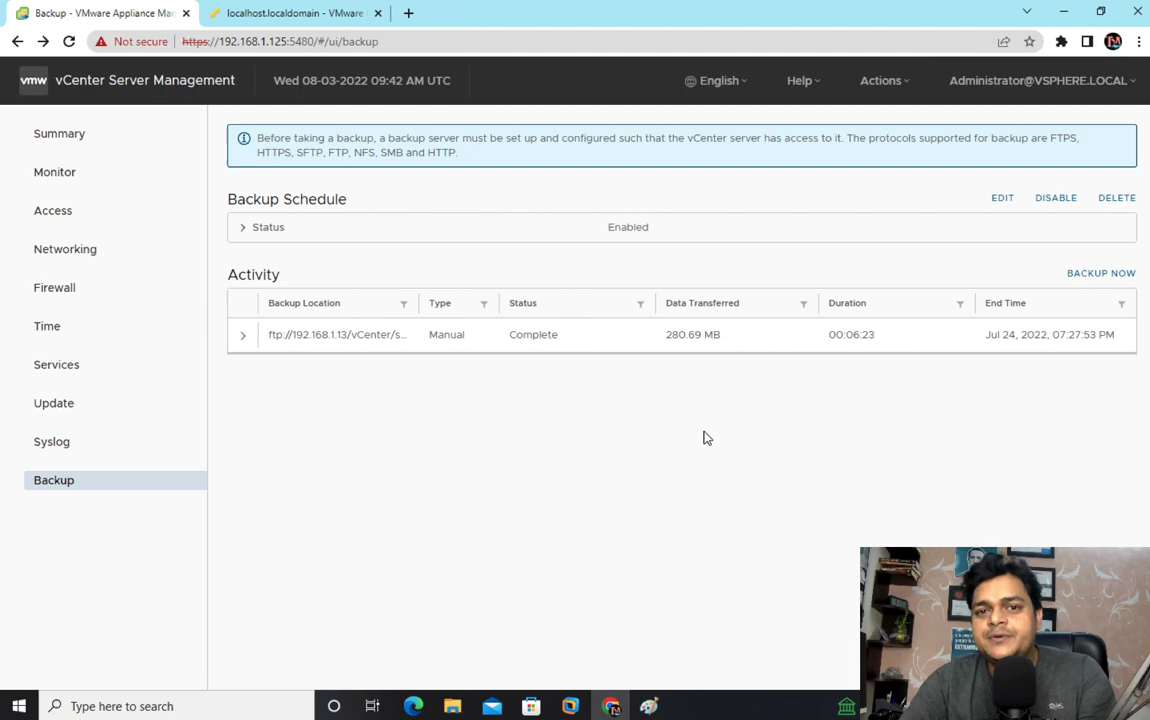 Backup - VMware Appliance Mar
localhost.localdomain - VMware
Not secure
https://192.168.1.125:5480/#/ui/backup
vmw
vCenter Server Management
Wed 08-03-2022 09:42 AM UTC
English
Help
Actions
Administrator@VSPHERE.LOCAL
Summary
Monitor
Access
Networking
Firewall
Time
Services
Update
Syslog
Backup
Before taking a backup, a backup server must be set up and configured such that the vCenter server has access to it. The protocols supported for backup are FTPS,
HTTPS, SFTP, FTP, NFS, SMB and HTTP.
Backup Schedule
EDIT DISABLE DELETE
Status Enabled
Activity
BACKUP NOW
Backup Location Type Status Data Transferred Duration End Time
ftp://192.168.1.13/vCenter/s... Manual Complete 280.69 MB 00:06:23 Jul 24, 2022, 07:27:53 PM
Type here to search